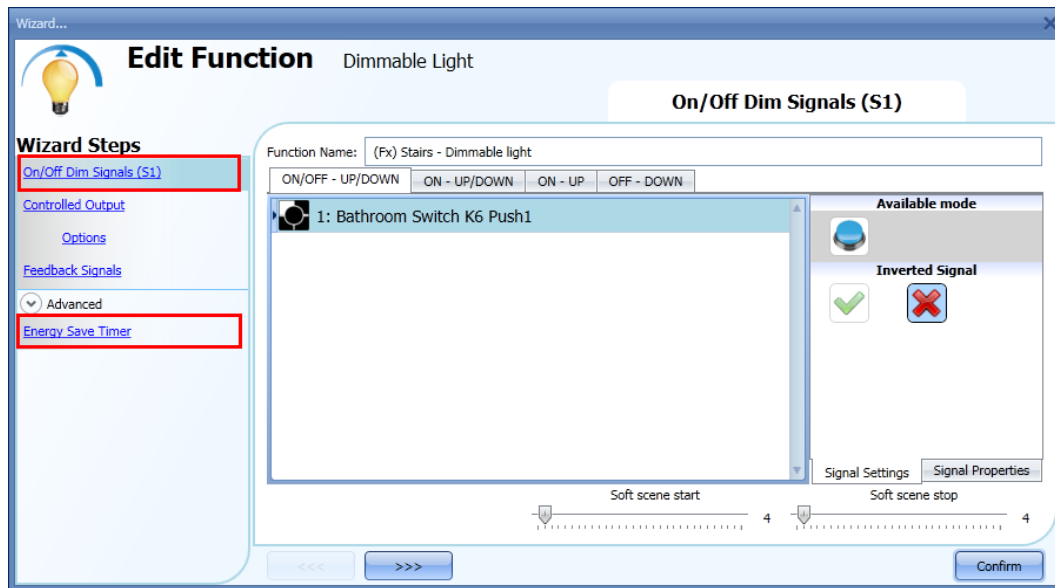 Wizard...
Edit Function Dimmable Light
On/Off Dim Signals (S1)
Wizard Steps
On/Off Dim Signals (S1)
Controlled Output
Options
Feedback Signals
Advanced
Energy Save Timer
Function Name: (Fx) Stairs - Dimmable light
ON/OFF - UP/DOWN ON - UP/DOWN ON - UP OFF - DOWN
1: Bathroom Switch K6 Push1
Available mode
Inverted Signal
Signal Settings Signal Properties
Soft scene start Soft scene stop
4 4
<<< >>> Confirm